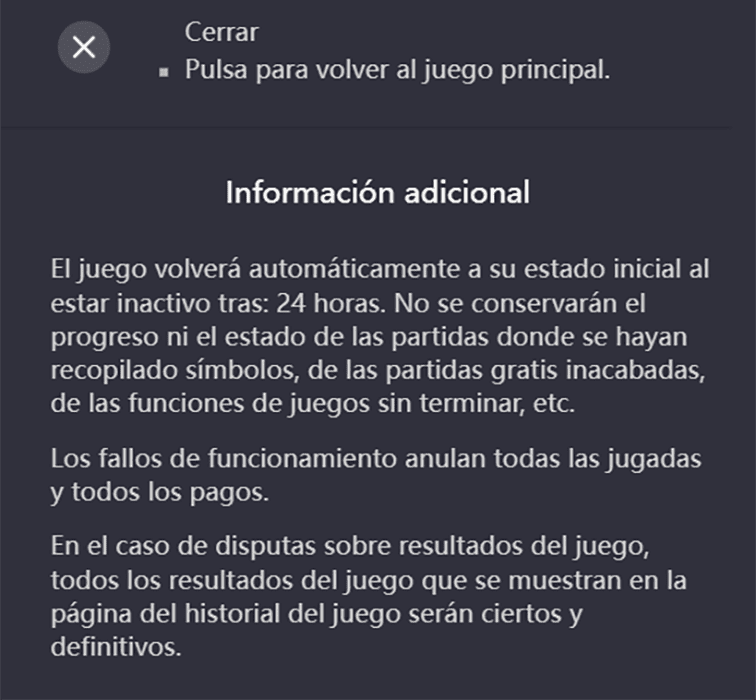 Cerrar
Pulsa para volver al juego principal.
Información adicional
El juego volverá automáticamente a su estado inicial al
estar inactivo tras: 24 horas. No se conservarán el
progreso ni el estado de las partidas donde se hayan
recopilado símbolos, de las partidas gratis inacabadas,
de las funciones de juegos sin terminar, etc.
Los fallos de funcionamiento anulan todas las jugadas
y todos los pagos.
En el caso de disputas sobre resultados del juego,
todos los resultados del juego que se muestran en la
página del historial del juego serán ciertos y
definitivos.